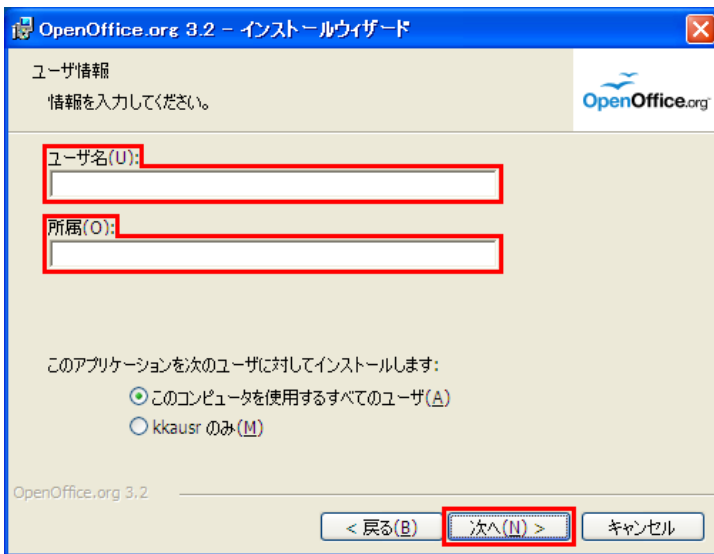 OpenOffice.org 3.2 - インストールウィザード
ユーザ情報
情報を入力してください。
OpenOffice.org
ユーザ名(U):
所属(O):
このアプリケーションを次のユーザに対してインストールします:
このコンピュータを使用するすべてのユーザ(A)
kkausr のみ(M)
OpenOffice.org 3.2
< 戻る(B) 次へ(N) > キャンセル